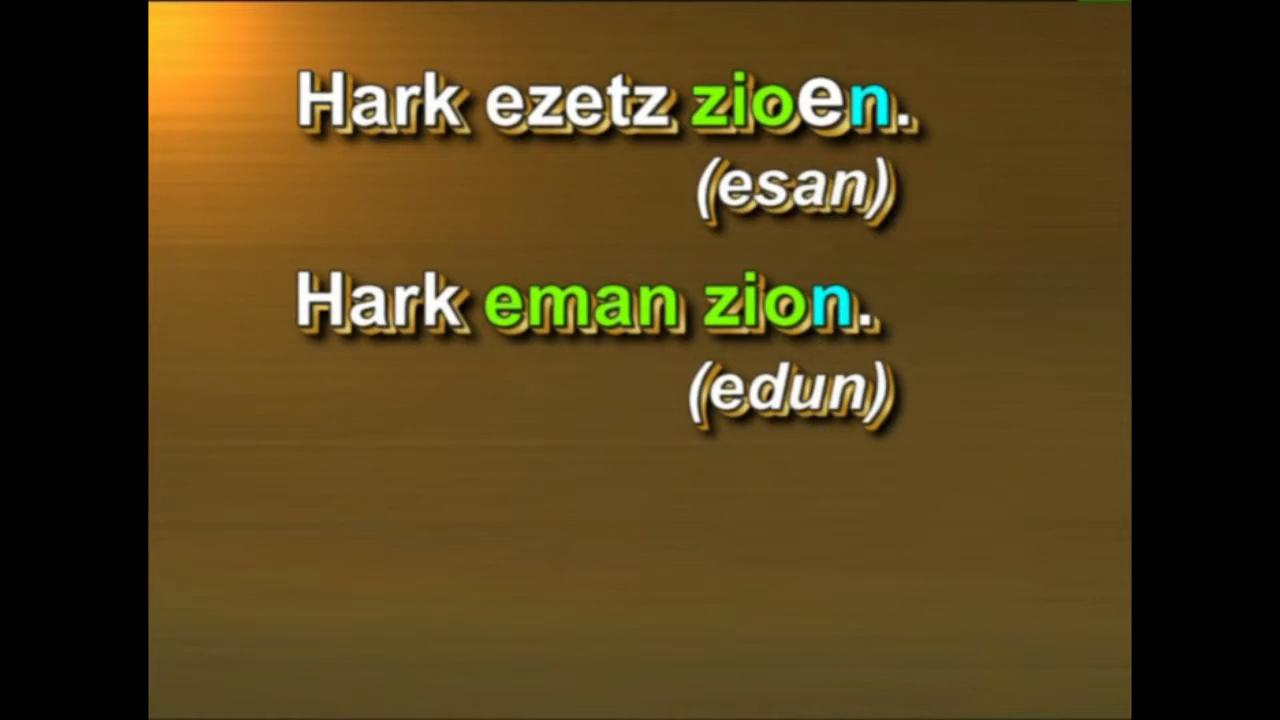 Hark ezetz zioen.
(esan)
Hark eman zion.
(edun)